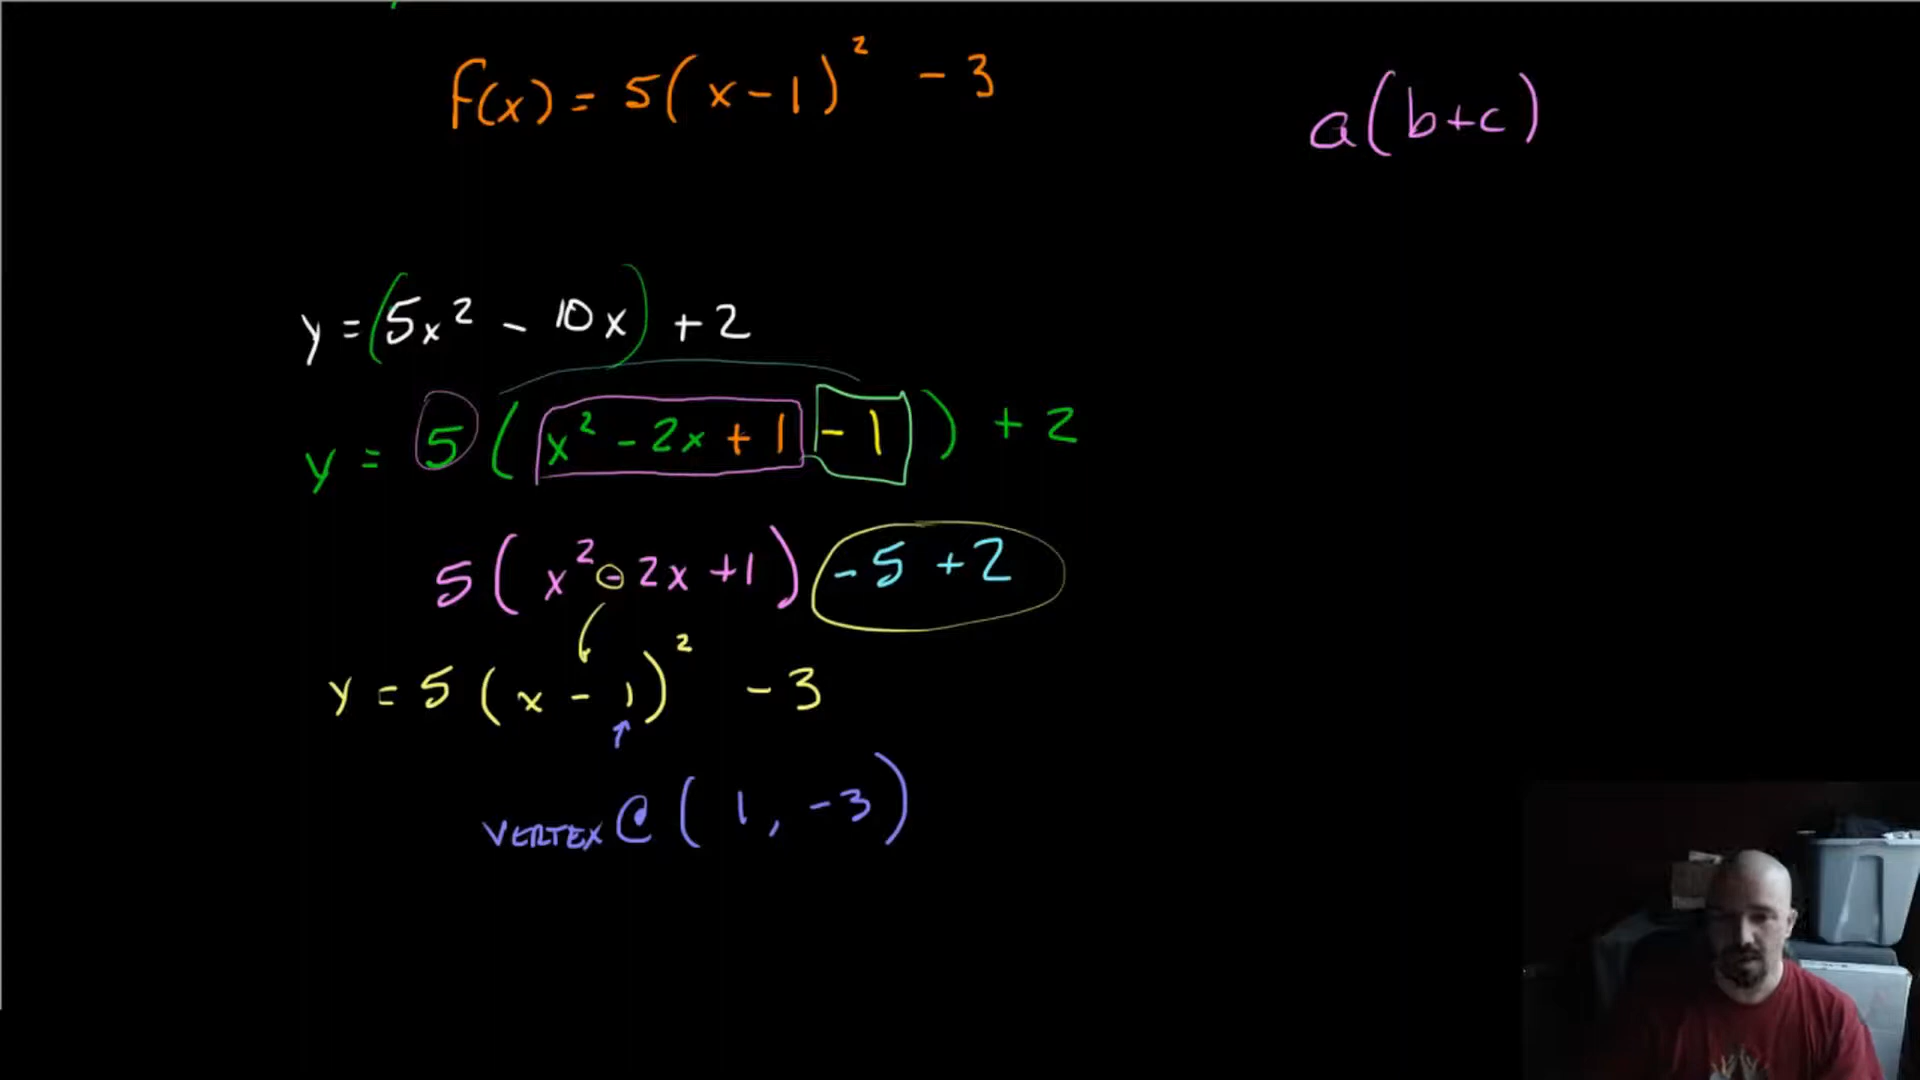 f(x) = 5(x-1)² - 3
a(b+c)
y = (5x² - 10x) + 2
y = 5(x² - 2x + 1 - 1) + 2
5(x² - 2x + 1) - 5 + 2
y = 5(x - 1)² - 3
VERTEX @ (1, -3)